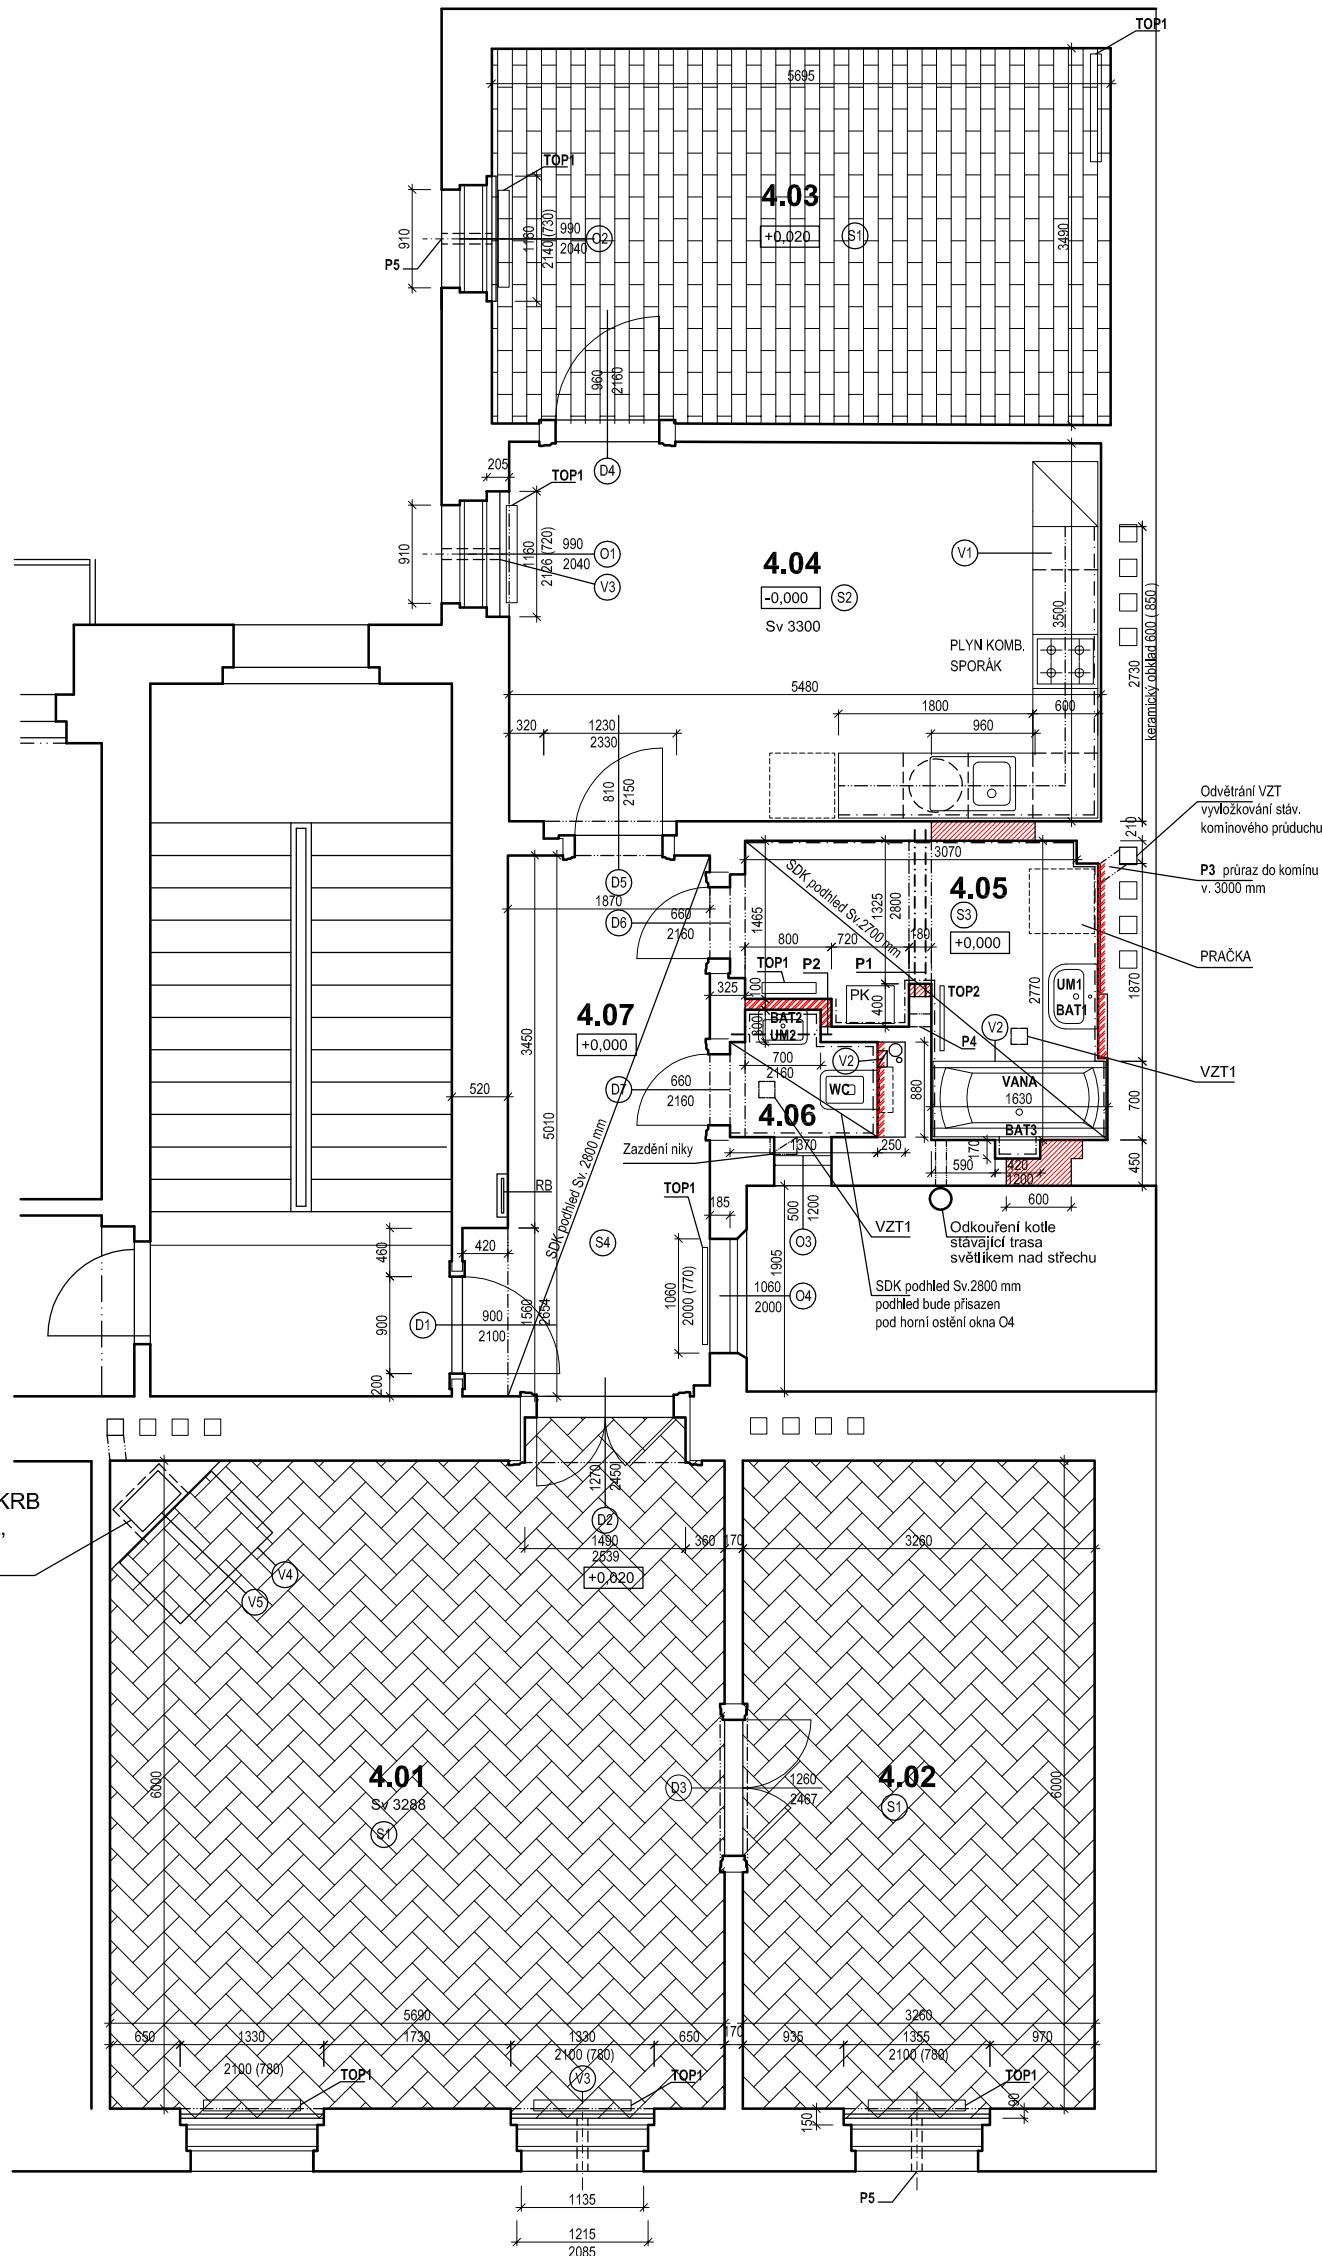 TOP1
5695
TOP1
4.03
+0,020
S1
3490
910
1180
2140 (730)
990
2040
O2
P5
960
2160
D4
205
TOP1
910
1160
2126 (720)
990
2040
O1
V3
4.04
-0,000
S2
Sv 3300
V1
3500
PLYN KOMB.
SPORÁK
2730
keramický obklad 600 ( 850 )
5480
1800
600
960
320
1230
2330
810
2150
Odvětrání VZT
vyvložkování stáv.
komínového průduchu
210
P3 průraz do komínu
v. 3000 mm
3070
SDK podhled Sv.2700 mm
4.05
S3
+0,000
1325
2800
1465
D5
1870
D6
660
2160
800
720
180
PRAČKA
TOP1
P2
P1
325
100
PK
400
TOP2
2770
UM1
BAT1
1870
4.07
+0,000
3450
BAT2
UM2
800
P4
V2
VZT1
700
2160
V2
D7
660
2160
WC
880
VANA
1630
700
520
5010
4.06
BAT3
Zazdění niky
1370
250
170
590
420
1200
450
RB
TOP1
185
500
1200
600
VZT1
Odkouření kotle
stávající trasa
světlíkem nad střechu
SDK podhled Sv. 2800 mm
S4
O3
1905
460
420
SDK podhled Sv.2800 mm
podhled bude přisazen
pod horní ostění okna O4
1060
2000 (770)
1060
2000
O4
D1
900
2100
1560
2654
900
200
KRB
1270
2450
D2
1490
2539
360
170
3260
+0,020
V4
V5
4.01
Sv 3288
S1
6000
D3
1260
2467
4.02
S1
6000
5690
3260
650
1330
1730
1330
650
170
935
1355
970
2100 (780)
2100 (780)
2100 (780)
TOP1
V3
TOP1
TOP1
150
90
1135
P5
1215
2085